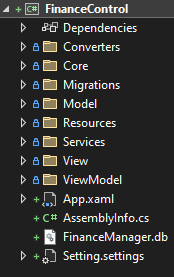 C# FinanceControl
Dependencies
Converters
Core
Migrations
Model
Resources
Services
View
ViewModel
App.xaml
C# AssemblyInfo.cs
FinanceManager.db
Setting.settings